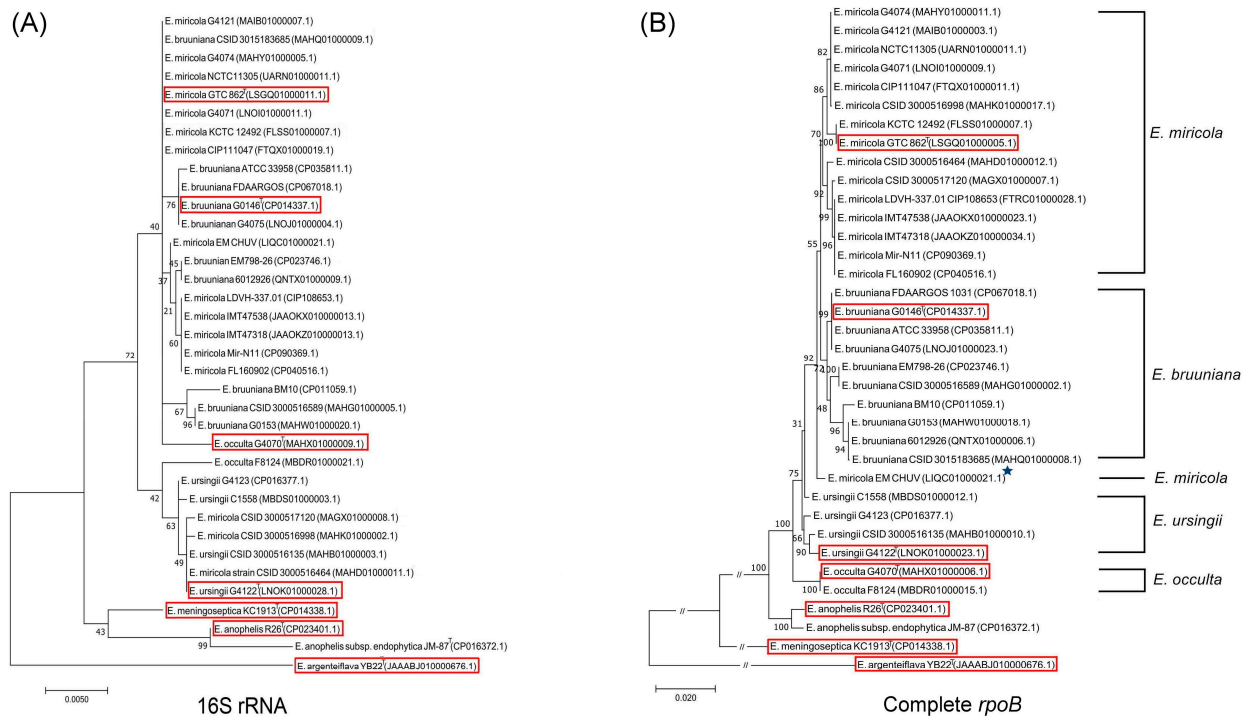 (A)
E. miricola G4121 (MAIB01000007.1)
E. bruuniana CSID 3015183685 (MAHQ01000009.1)
E. miricola G4074 (MAHY01000005.1)
E. miricola NCTC11305 (UARN01000011.1)
E. miricola GTC 862T (LSGQ01000011.1)
E. miricola G4071 (LNOI01000011.1)
E. miricola KCTC 12492 (FLSS01000007.1)
E. miricola CIP111047 (FTQX01000019.1)
E. bruuniana ATCC 33958 (CP035811.1)
E. bruuniana FDAARGOS (CP067018.1)
76
E. bruuniana G0146T (CP014337.1)
E. bruunianan G4075 (LNOJ01000004.1)
40
E. miricola EM CHUV (LIQC01000021.1)
45
E. bruunian EM798-26 (CP023746.1)
37
E. bruuniana 6012926 (QNTX01000009.1)
E. miricola LDVH-337.01 (CIP108653.1)
21
E. miricola IMT47538 (JAAOKX010000013.1)
E. miricola IMT47318 (JAAOKZ010000013.1)
60
E. miricola Mir-N11 (CP090369.1)
72
E. miricola FL160902 (CP040516.1)
E. bruuniana BM10 (CP011059.1)
67
E. bruuniana CSID 3000516589 (MAHG01000005.1)
96
E. bruuniana G0153 (MAHW01000020.1)
E. occulta G4070T (MAHX01000009.1)
E. occulta F8124 (MBDR01000021.1)
42
E. ursingii G4123 (CP016377.1)
E. ursingii C1558 (MBDS01000003.1)
63
E. miricola CSID 3000517120 (MAGX01000008.1)
E. miricola CSID 3000516998 (MAHK01000002.1)
49
E. ursingii CSID 3000516135 (MAHB01000003.1)
E. miricola strain CSID 3000516464 (MAHD01000011.1)
E. ursingii G4122T (LNOK01000028.1)
E. meningoseptica KC1913T (CP014338.1)
43
E. anophelis R26T (CP023401.1)
99
E. anophelis subsp. endophytica JM-87T (CP016372.1)
E. argenteiflava YB22T (JAAABJ010000676.1)
0.0050
16S rRNA
(B)
E. miricola G4074 (MAHY01000011.1)
E. miricola G4121 (MAIB01000003.1)
82
E. miricola NCTC11305 (UARN01000011.1)
E. miricola G4071 (LNOI01000009.1)
86
E. miricola CIP111047 (FTQX01000011.1)
E. miricola CSID 3000516998 (MAHK01000017.1)
70
E. miricola KCTC 12492 (FLSS01000007.1)
100
E. miricola GTC 862T (LSGQ01000005.1)
E. miricola CSID 3000516464 (MAHD01000012.1)
E. miricola CSID 3000517120 (MAGX01000007.1)
92
E. miricola LDVH-337.01 CIP108653 (FTRC01000028.1)
99
E. miricola IMT47538 (JAAOKX010000023.1)
E. miricola IMT47318 (JAAOKZ010000034.1)
55
96
E. miricola Mir-N11 (CP090369.1)
E. miricola FL160902 (CP040516.1)
E. miricola
E. bruuniana FDAARGOS 1031 (CP067018.1)
99
E. bruuniana G0146T (CP014337.1)
E. bruuniana ATCC 33958 (CP035811.1)
E. bruuniana G4075 (LNOJ01000023.1)
92
72
100
E. bruuniana EM798-26 (CP023746.1)
E. bruuniana CSID 3000516589 (MAHG01000002.1)
48
E. bruuniana BM10 (CP011059.1)
96
E. bruuniana G0153 (MAHW01000018.1)
31
94
E. bruuniana 6012926 (QNTX01000006.1)
E. bruuniana CSID 3015183685 (MAHQ01000008.1)
E. bruuniana
75
E. miricola EM CHUV (LIQC01000021.1)
E. miricola
E. ursingii C1558 (MBDS01000012.1)
E. ursingii G4123 (CP016377.1)
100
66
E. ursingii CSID 3000516135 (MAHB01000010.1)
90
E. ursingii G4122T (LNOK01000023.1)
E. ursingii
100
E. occulta G4070T (MAHX01000006.1)
100
E. occulta F8124 (MBDR01000015.1)
E. occulta
E. anophelis R26T (CP023401.1)
100
E. anophelis subsp. endophytica JM-87 (CP016372.1)
E. meningoseptica KC1913T (CP014338.1)
E. argenteiflava YB22T (JAAABJ010000676.1)
//
//
//
//
0.020
Complete rpoB